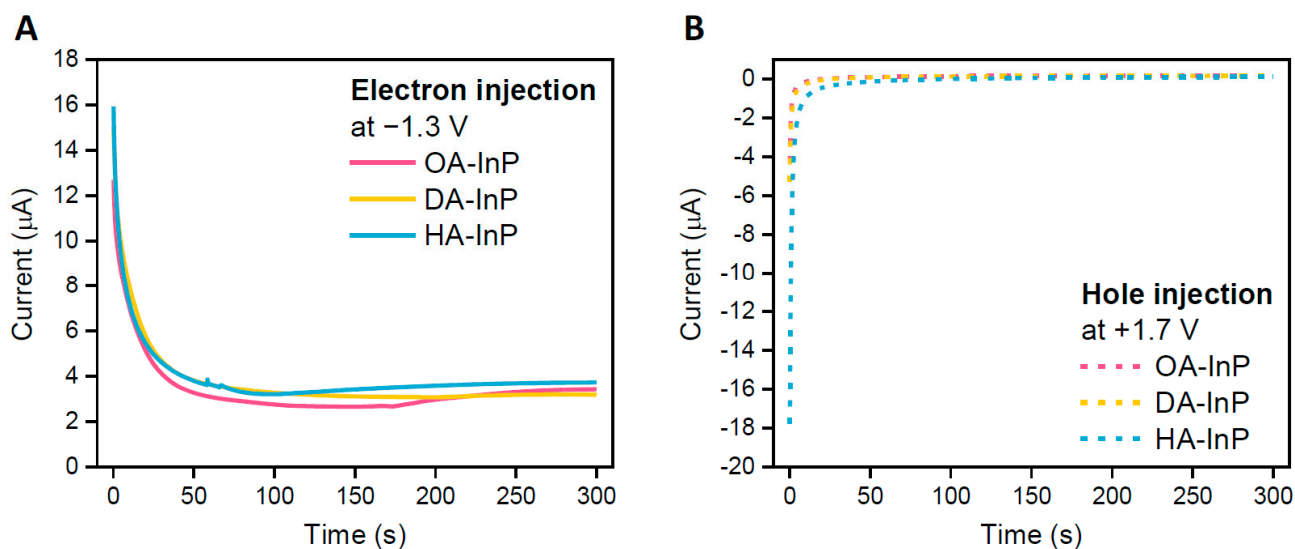 A
Electron injection
at −1.3 V
OA-InP
DA-InP
HA-InP
Current (μA)
18
16
14
12
10
8
6
4
2
0
0 50 100 150 200 250 300
Time (s)
B
Hole injection
at +1.7 V
OA-InP
DA-InP
HA-InP
Current (μA)
0
-2
-4
-6
-8
-10
-12
-14
-16
-18
-20
0 50 100 150 200 250 300
Time (s)